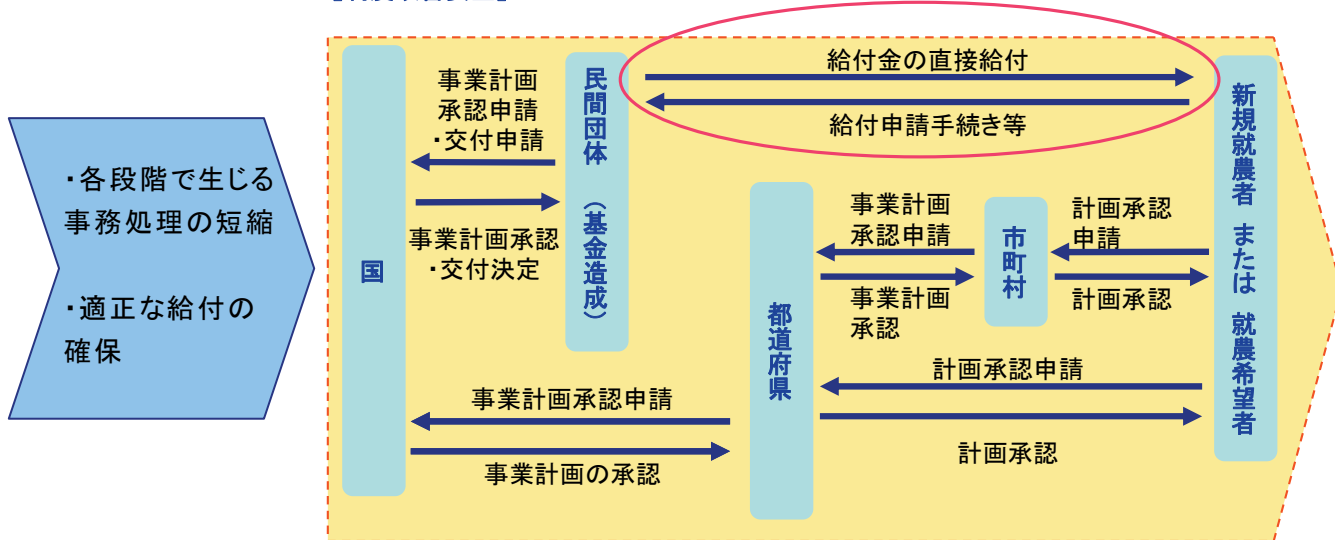 ・各段階で生じる
事務処理の短縮
・適正な給付の
確保
国
事業計画
承認申請
・交付申請
事業計画承認
・交付決定
民間団体（基金造成）
給付金の直接給付
給付申請手続き等
事業計画
承認申請
事業計画
承認
市町村
計画承認
申請
計画承認
都道府県
計画承認申請
計画承認
事業計画承認申請
事業計画の承認
新規就農者 または 就農希望者